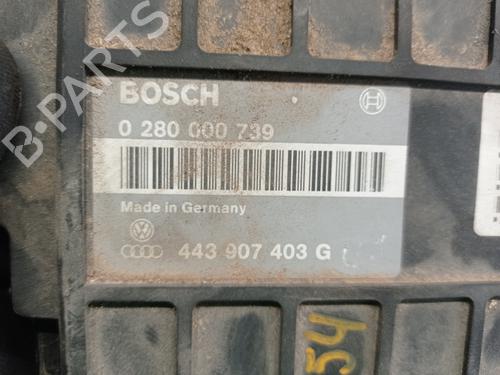 B-PARTS
BOSCH
0 280 000 739
Made in Germany
443 907 403 G
54